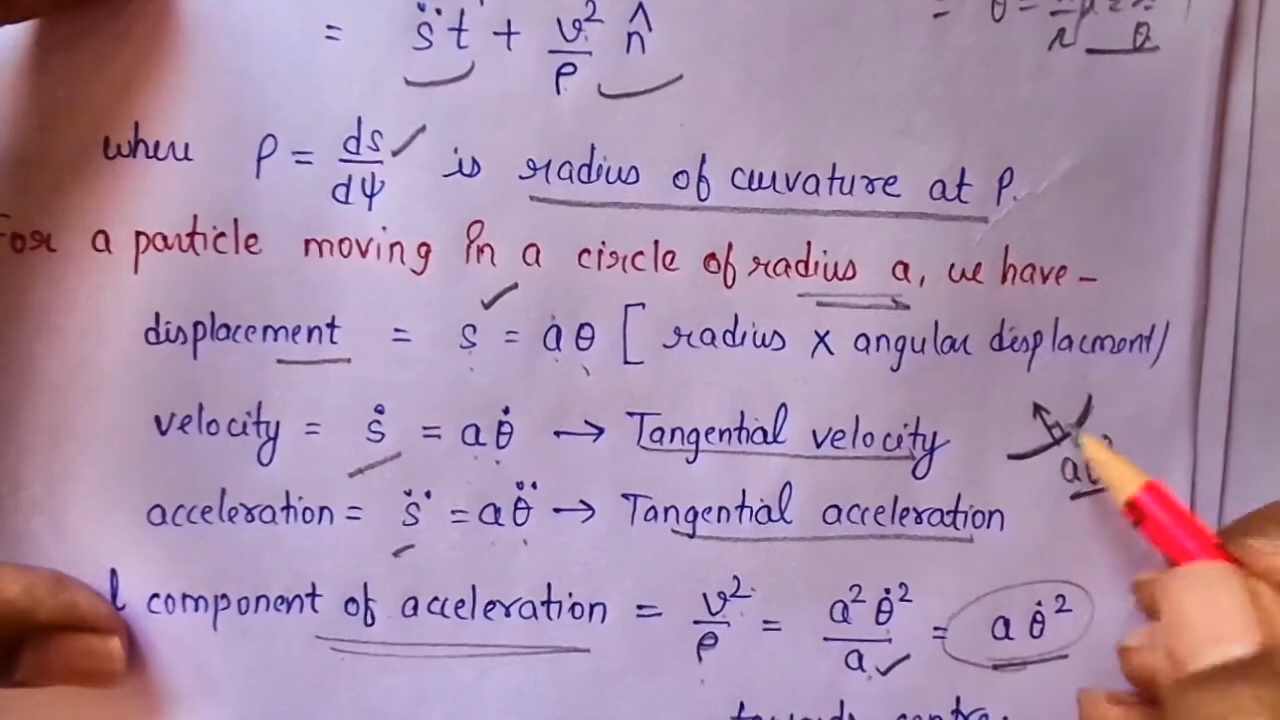 = s̈ t̂ + v²/ρ n̂
where ρ = ds/dψ is radius of curvature at P.
For a particle moving in a circle of radius a, we have -
displacement = s = aθ [ radius × angular displacment /
velocity = ṡ = aθ̇ → Tangential velocity
acceleration = s̈ = aθ̈ → Tangential acceleration
component of acceleration = v²/ρ = a²θ̇²/a = aθ̇²
towards centre.